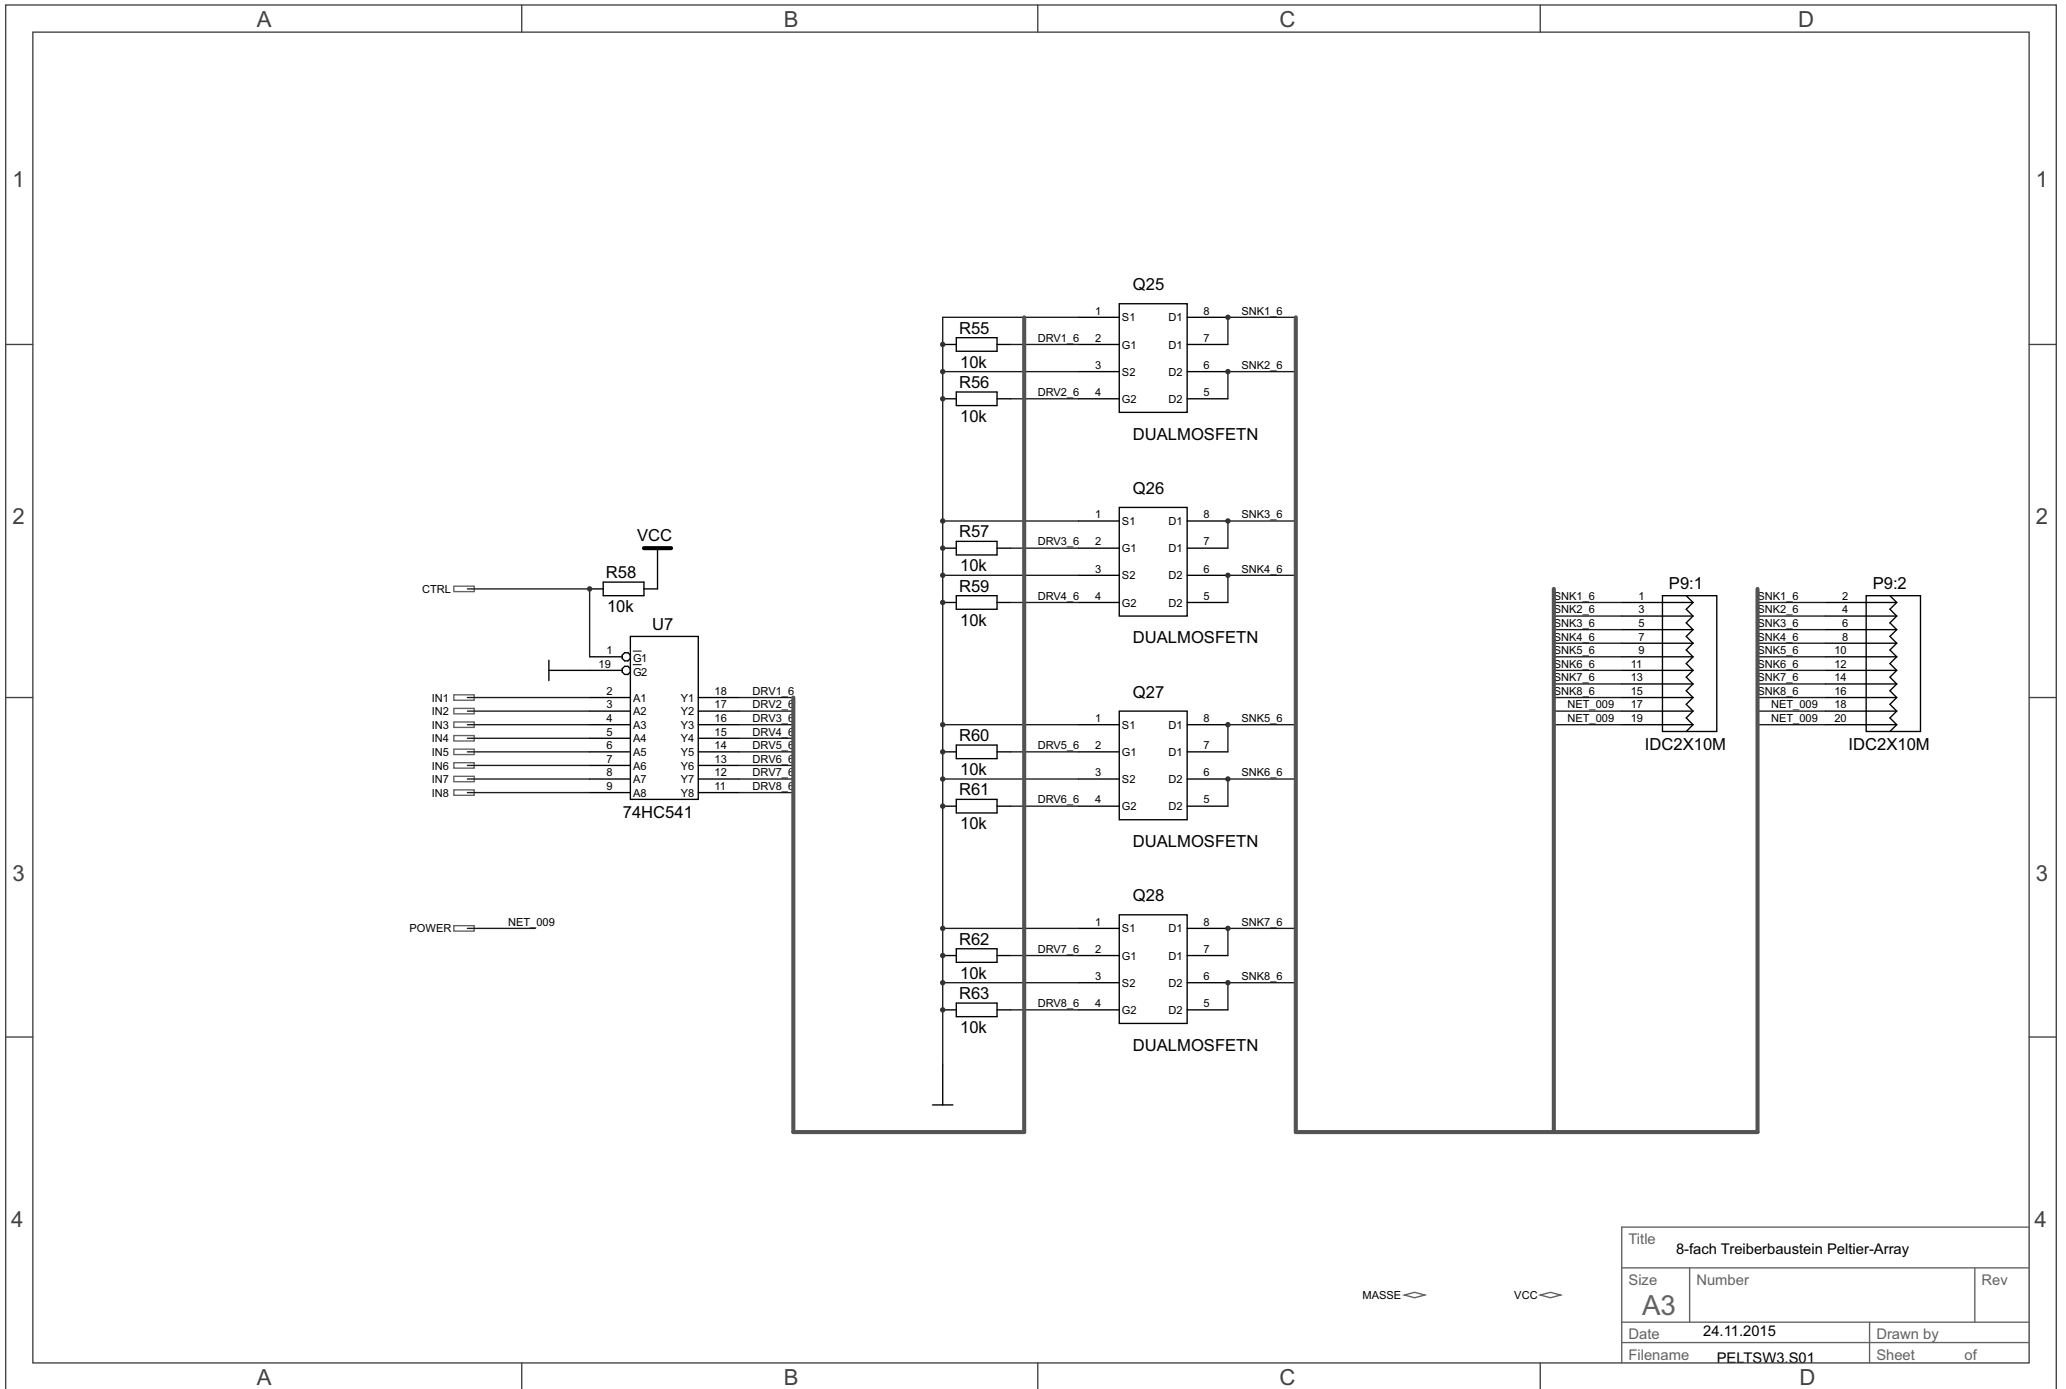 A B C D
1 1
2 2
3 3
4 4
A B C D
CTRL
VCC
R58
10k
U7
1 G1
19 G2
IN1 2 A1 Y1 18 DRV1_6
IN2 3 A2 Y2 17 DRV2_6
IN3 4 A3 Y3 16 DRV3_6
IN4 5 A4 Y4 15 DRV4_6
IN5 6 A5 Y5 14 DRV5_6
IN6 7 A6 Y6 13 DRV6_6
IN7 8 A7 Y7 12 DRV7_6
IN8 9 A8 Y8 11 DRV8_6
74HC541
POWER NET_009
Q25
1 S1 D1 8 SNK1_6
R55
DRV1_6 2 G1 D1 7
10k
3 S2 D2 6 SNK2_6
R56
DRV2_6 4 G2 D2 5
10k
DUALMOSFETN
Q26
1 S1 D1 8 SNK3_6
R57
DRV3_6 2 G1 D1 7
10k
3 S2 D2 6 SNK4_6
R59
DRV4_6 4 G2 D2 5
10k
DUALMOSFETN
Q27
1 S1 D1 8 SNK5_6
R60
DRV5_6 2 G1 D1 7
10k
3 S2 D2 6 SNK6_6
R61
DRV6_6 4 G2 D2 5
10k
DUALMOSFETN
Q28
1 S1 D1 8 SNK7_6
R62
DRV7_6 2 G1 D1 7
10k
3 S2 D2 6 SNK8_6
R63
DRV8_6 4 G2 D2 5
10k
DUALMOSFETN
P9:1
SNK1_6 1
SNK2_6 3
SNK3_6 5
SNK4_6 7
SNK5_6 9
SNK6_6 11
SNK7_6 13
SNK8_6 15
NET_009 17
NET_009 19
IDC2X10M
P9:2
SNK1_6 2
SNK2_6 4
SNK3_6 6
SNK4_6 8
SNK5_6 10
SNK6_6 12
SNK7_6 14
SNK8_6 16
NET_009 18
NET_009 20
IDC2X10M
MASSE VCC
Title 8-fach Treiberbaustein Peltier-Array
Size Number Rev
A3
Date 24.11.2015 Drawn by
Filename PELTSW3.S01 Sheet of